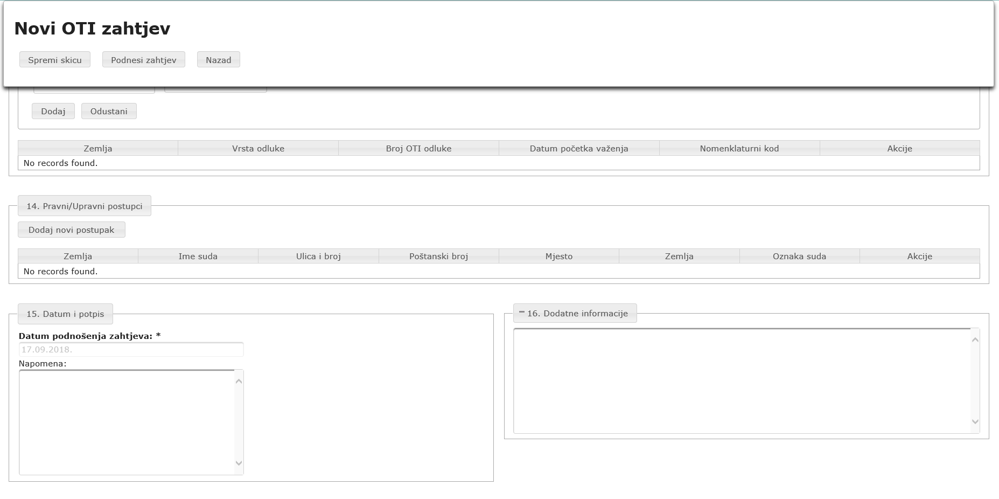 Novi OTI zahtjev
Spremi skicu Podnesi zahtjev Nazad
Dodaj Odustani
Zemlja Vrsta odluke Broj OTI odluke Datum početka važenja Nomenklaturni kod Akcije
No records found.
14. Pravni/Upravni postupci
Dodaj novi postupak
Zemlja Ime suda Ulica i broj Poštanski broj Mjesto Zemlja Oznaka suda Akcije
No records found.
15. Datum i potpis
Datum podnošenja zahtjeva: *
17.09.2018.
Napomena:
16. Dodatne informacije